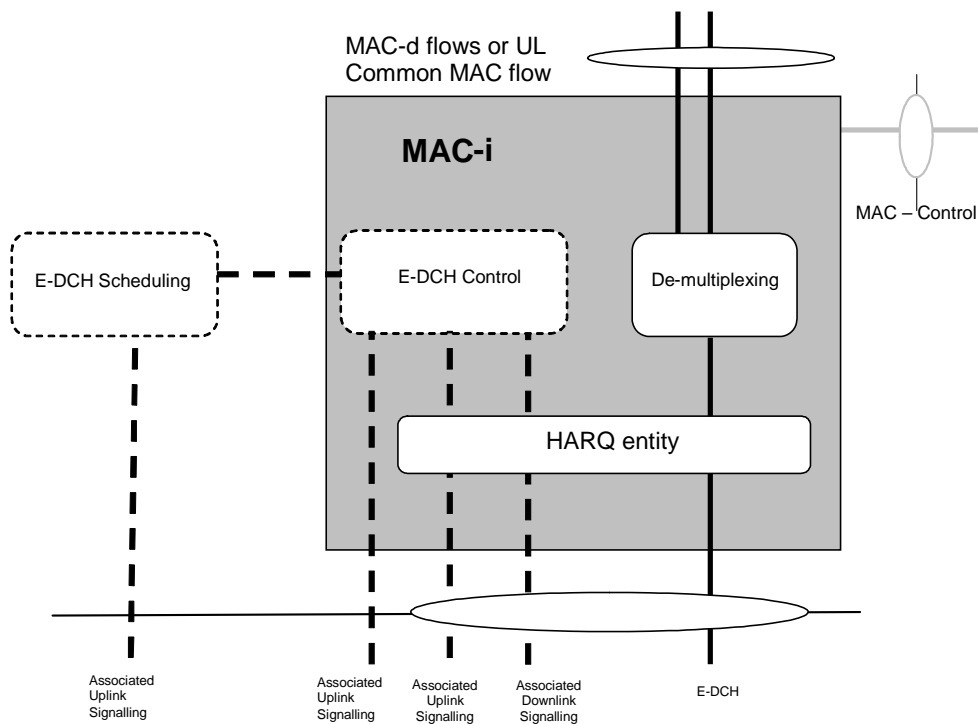 MAC-d flows or UL
Common MAC flow
MAC-i
MAC – Control
E-DCH Scheduling
E-DCH Control
De-multiplexing
HARQ entity
Associated
Uplink
Signalling
Associated
Uplink
Signalling
Associated
Uplink
Signalling
Associated
Downlink
Signalling
E-DCH